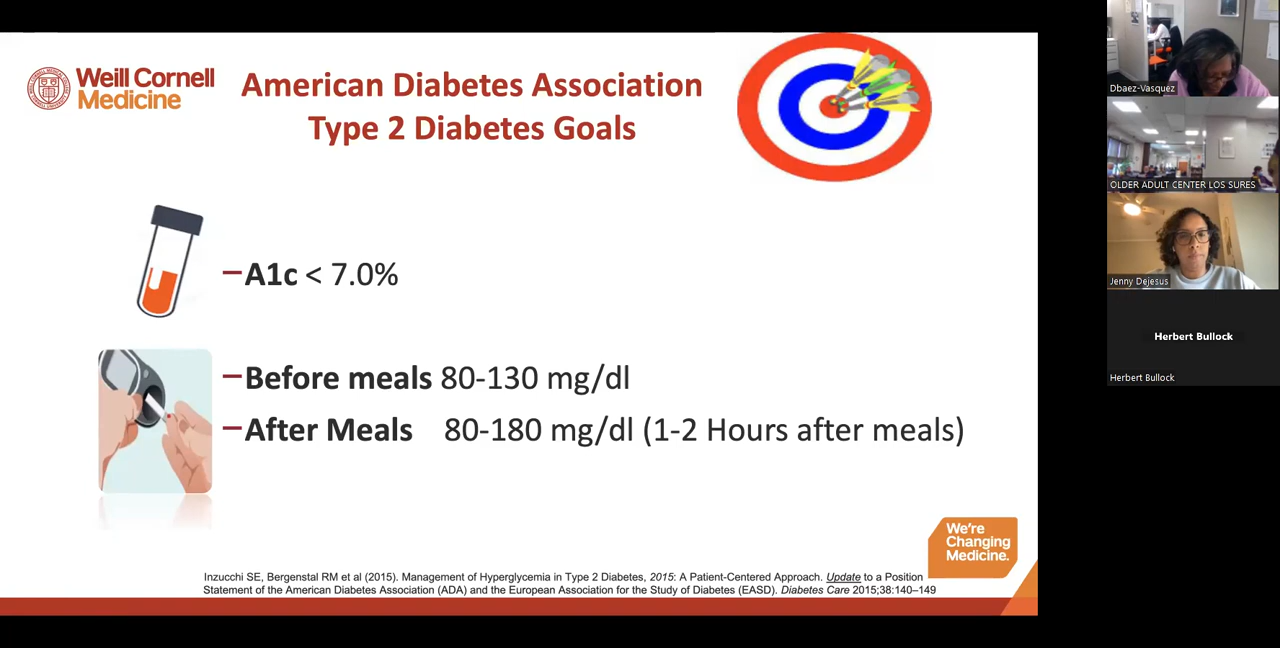 Weill Cornell
Medicine
American Diabetes Association
Type 2 Diabetes Goals
–A1c < 7.0%
–Before meals 80-130 mg/dl
–After Meals 80-180 mg/dl (1-2 Hours after meals)
We're
Changing
Medicine.
Inzucchi SE, Bergenstal RM et al (2015). Management of Hyperglycemia in Type 2 Diabetes, 2015: A Patient-Centered Approach. Update to a Position
Statement of the American Diabetes Association (ADA) and the European Association for the Study of Diabetes (EASD). Diabetes Care 2015;38:140–149
Dbaez-Vasquez
OLDER ADULT CENTER LOS SURES
Jenny Dejesus
Herbert Bullock
Herbert Bullock